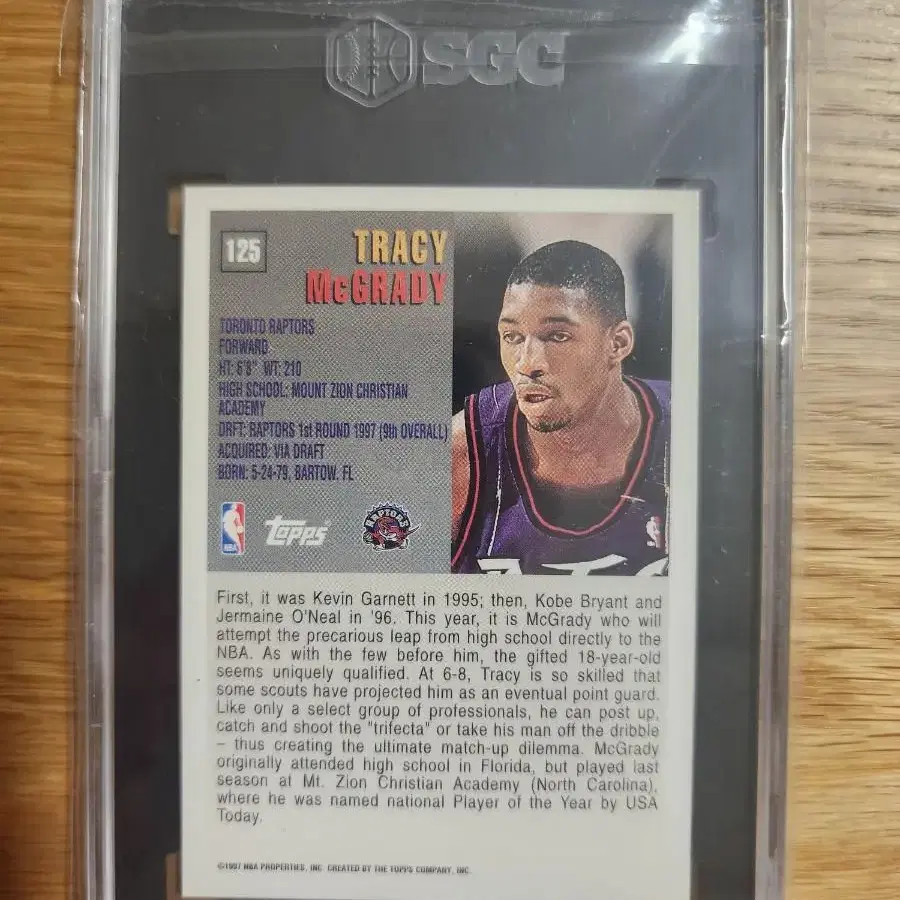 SGC
125
TRACY
McGRADY
TORONTO RAPTORS
FORWARD
HT: 6'8" WT: 210
HIGH SCHOOL: MOUNT ZION CHRISTIAN
ACADEMY
DRFT: RAPTORS 1st ROUND 1997 (9th OVERALL)
ACQUIRED: VIA DRAFT
BORN: 5-24-79, BARTOW, FL
NBA
topps
RAPTORS
First, it was Kevin Garnett in 1995; then, Kobe Bryant and
Jermaine O'Neal in '96. This year, it is McGrady who will
attempt the precarious leap from high school directly to the
NBA. As with the few before him, the gifted 18-year-old
seems uniquely qualified. At 6-8, Tracy is so skilled that
some scouts have projected him as an eventual point guard.
Like only a select group of professionals, he can post up,
catch and shoot the "trifecta" or take his man off the dribble
– thus creating the ultimate match-up dilemma. McGrady
originally attended high school in Florida, but played last
season at Mt. Zion Christian Academy (North Carolina),
where he was named national Player of the Year by USA
Today.
©1997 NBA PROPERTIES, INC. CREATED BY THE TOPPS COMPANY, INC.